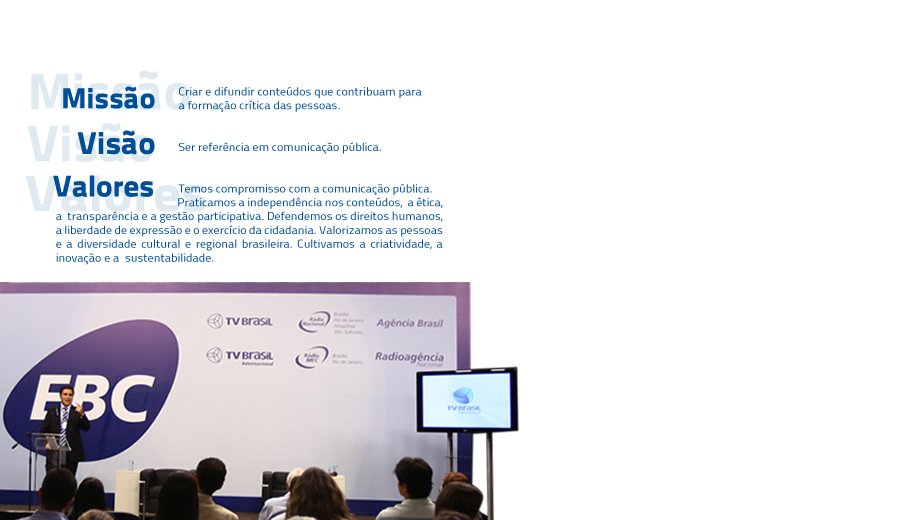 Missão
Criar e difundir conteúdos que contribuam para
a formação crítica das pessoas.
Visão
Ser referência em comunicação pública.
Valores
Temos compromisso com a comunicação pública.
Praticamos a independência nos conteúdos, a ética,
a transparência e a gestão participativa. Defendemos os direitos humanos,
a liberdade de expressão e o exercício da cidadania. Valorizamos as pessoas
e a diversidade cultural e regional brasileira. Cultivamos a criatividade, a
inovação e a sustentabilidade.
EBC
TV BRASIL
Rádio Nacional
Brasília
Rio de Janeiro
Amazônia
Alto Solimões
Agência Brasil
TV BRASIL
Internacional
Rádio MEC
Brasília
Rio de Janeiro
Radioagência
Nacional
TV BRASIL